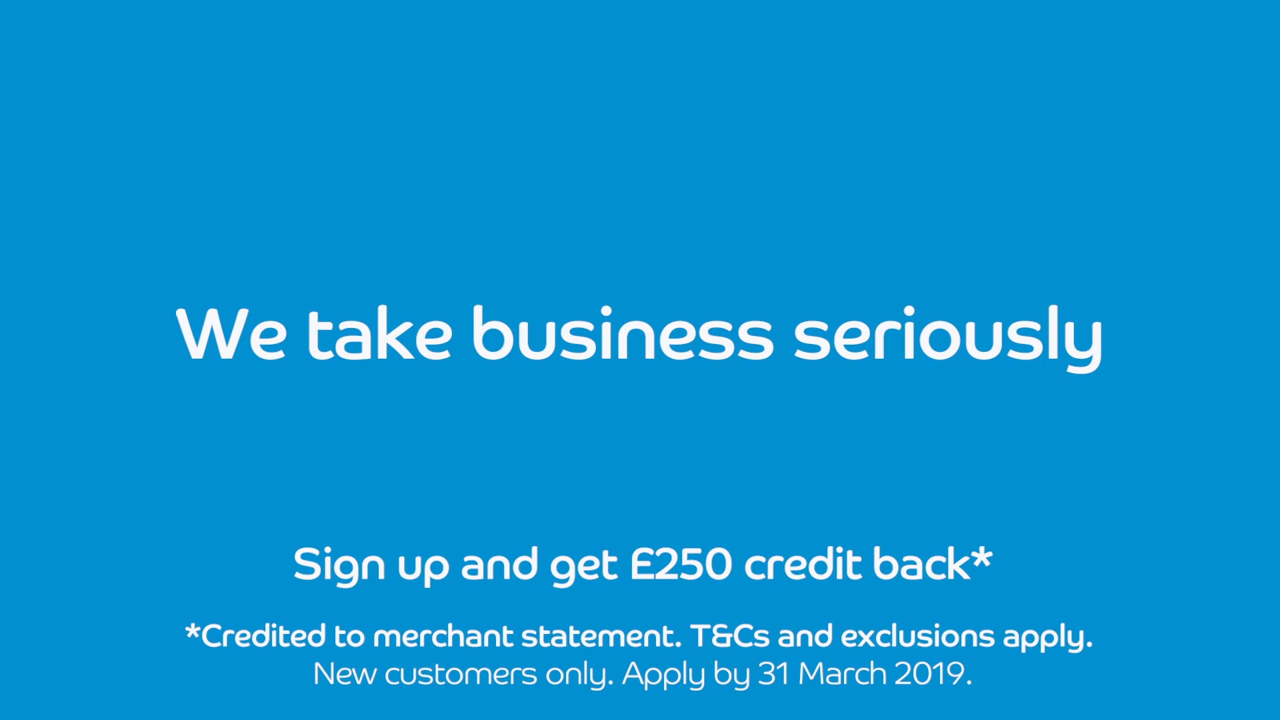 We take business seriously
Sign up and get £250 credit back*
*Credited to merchant statement. T&Cs and exclusions apply.
New customers only. Apply by 31 March 2019.